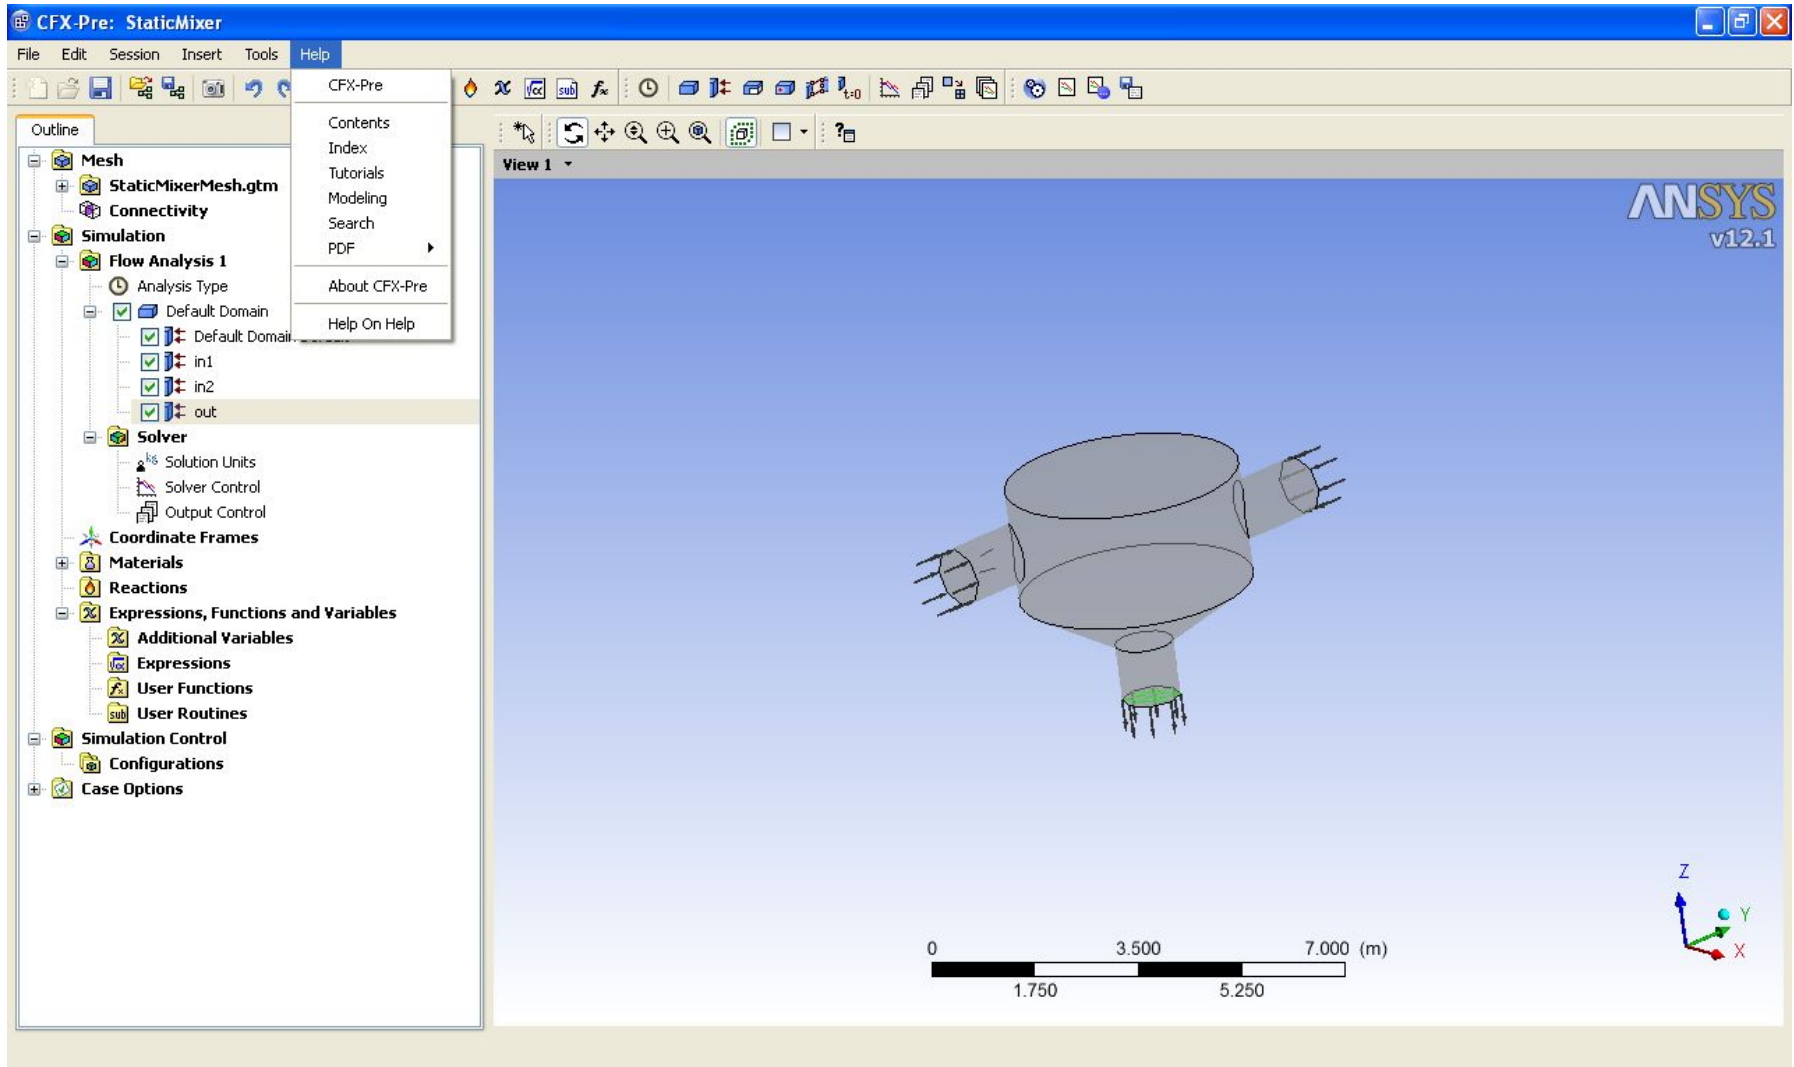 CFX-Pre: StaticMixer
File Edit Session Insert Tools Help
CFX-Pre
Contents
Index
Tutorials
Modeling
Search
PDF
About CFX-Pre
Help On Help
Outline
Mesh
StaticMixerMesh.gtm
Connectivity
Simulation
Flow Analysis 1
Analysis Type
Default Domain
Default Domain
in1
in2
out
Solver
Solution Units
Solver Control
Output Control
Coordinate Frames
Materials
Reactions
Expressions, Functions and Variables
Additional Variables
Expressions
User Functions
User Routines
Simulation Control
Configurations
Case Options
View 1
ANSYS
v12.1
Z
Y
X
0 3.500 7.000 (m)
1.750 5.250